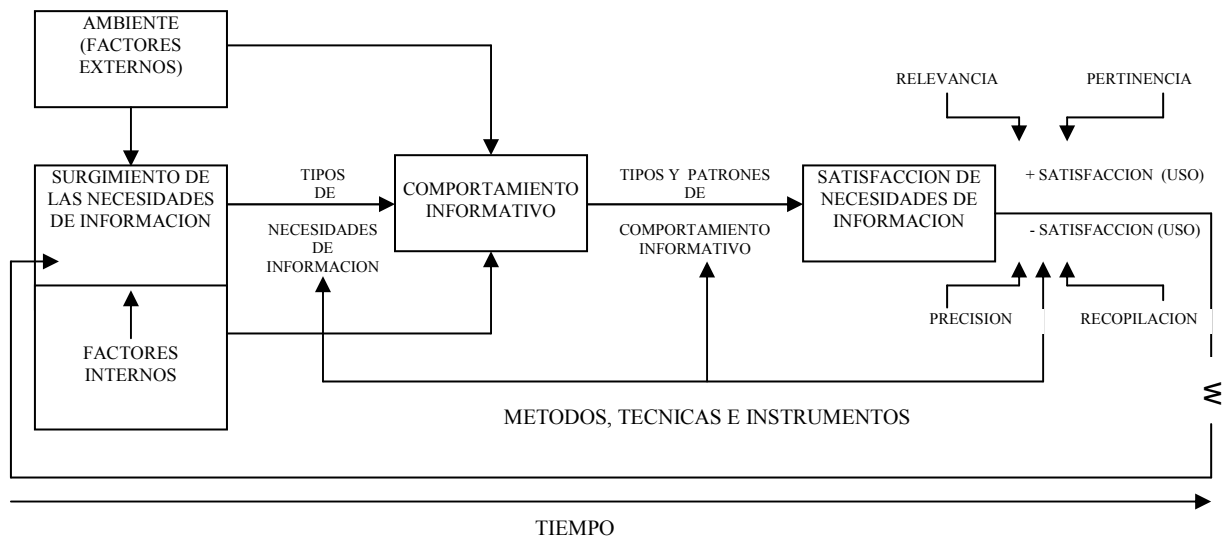 AMBIENTE
(FACTORES
EXTERNOS)
RELEVANCIA
PERTINENCIA
SURGIMIENTO DE
LAS NECESIDADES
DE INFORMACION
TIPOS
DE
NECESIDADES
DE
INFORMACION
COMPORTAMIENTO
INFORMATIVO
TIPOS Y PATRONES
DE
COMPORTAMIENTO
INFORMATIVO
SATISFACCION DE
NECESIDADES DE
INFORMACION
+ SATISFACCION (USO)
- SATISFACCION (USO)
PRECISION
RECOPILACION
FACTORES
INTERNOS
W
METODOS, TECNICAS E INSTRUMENTOS
TIEMPO